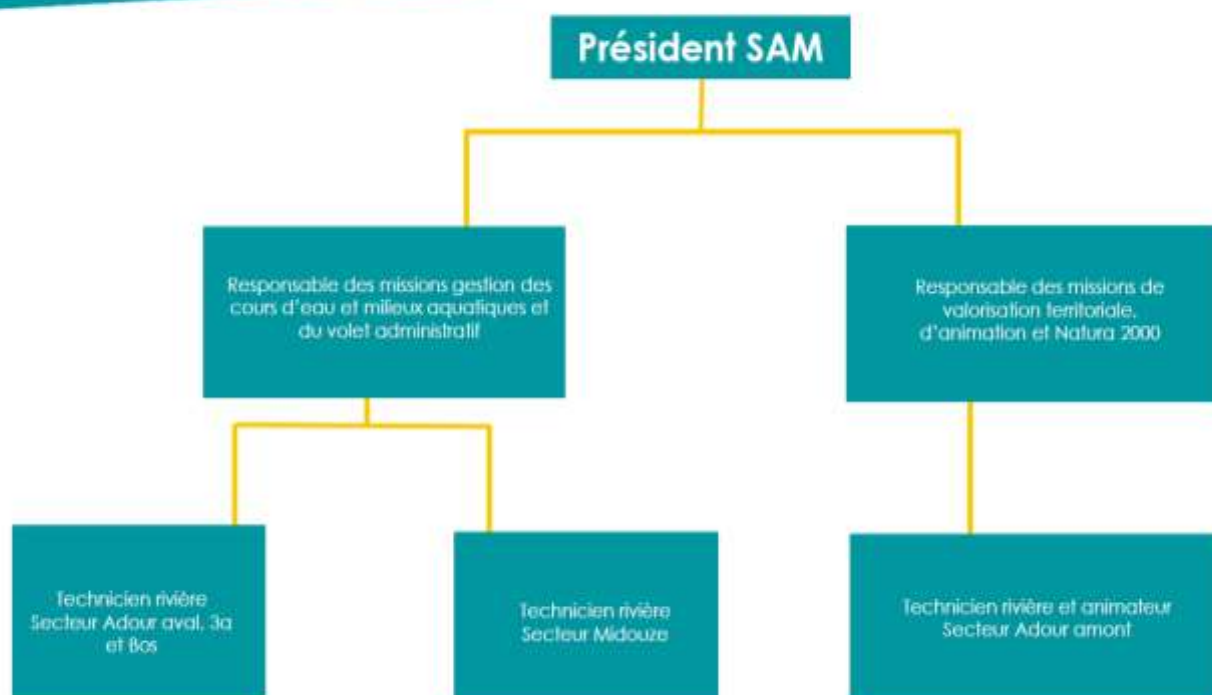 Président SAM
Responsable des missions gestion des
cours d'eau et milieux aquatiques et
du volet administratif
Responsable des missions de
valorisation territoriale,
d'animation et Natura 2000
Technicien rivière
Secteur Adour aval, 3a
et Bos
Technicien rivière
Secteur Midouze
Technicien rivière et animateur
Secteur Adour amont